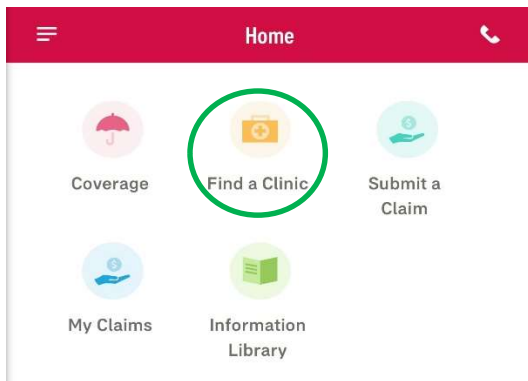 Home
Coverage
Find a Clinic
Submit a
Claim
My Claims
Information
Library